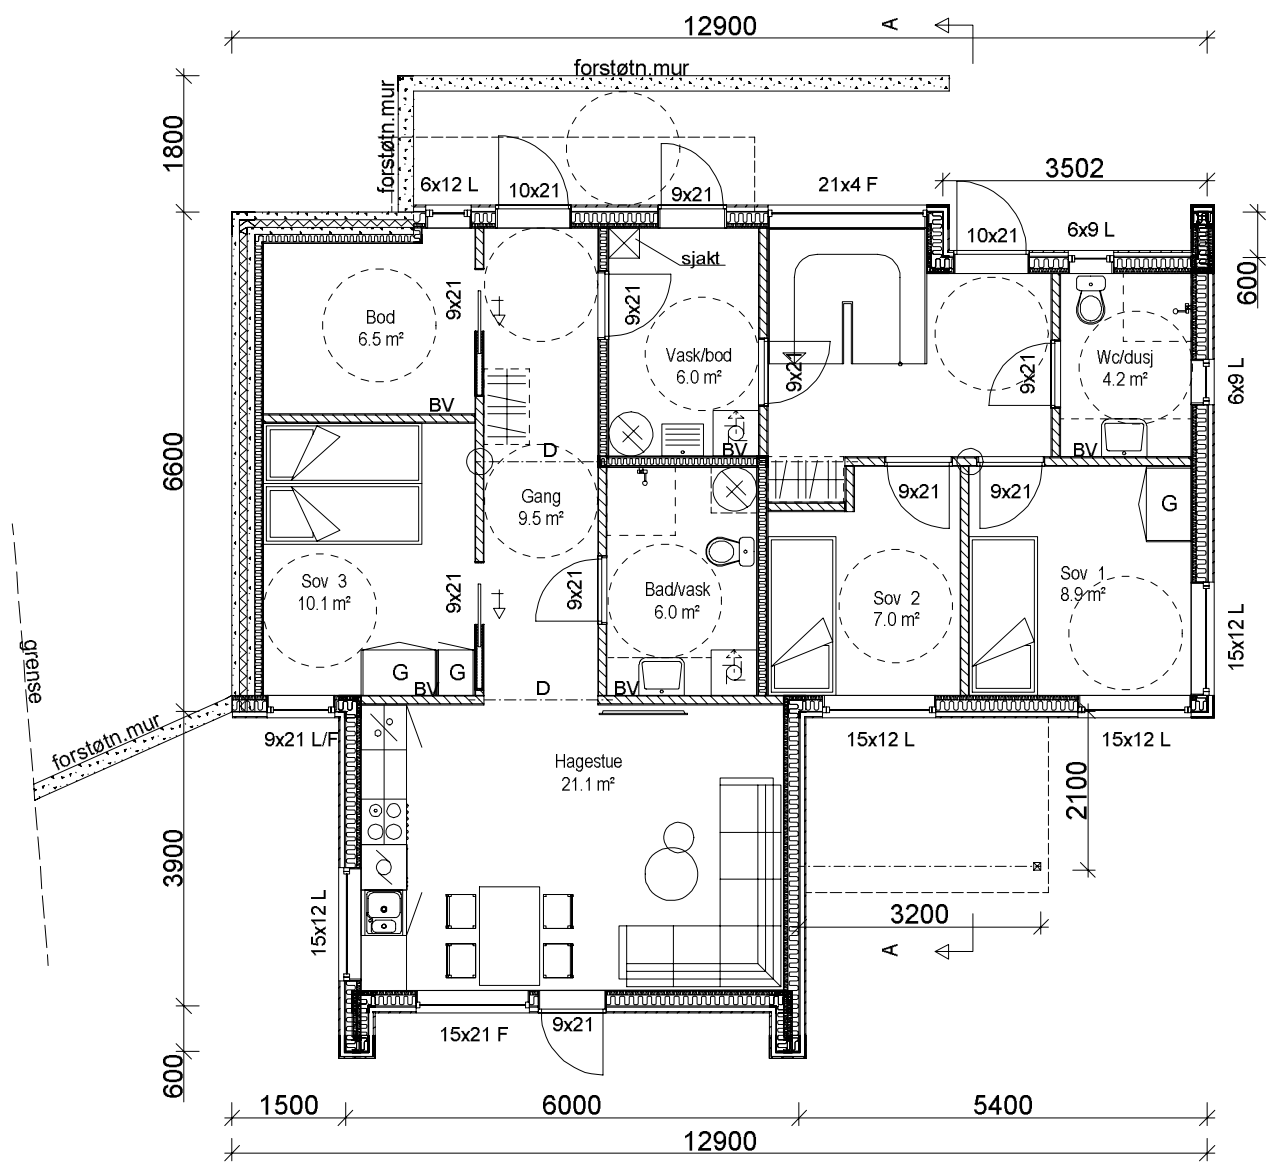 12900
A
forstøtn.mur
forstøtn.mur
1800
3502
6x12 L
10x21
9x21
21x4 F
10x21
6x9 L
600
sjakt
9x21
9x21
Bod
6.5 m²
Vask/bod
6.0 m²
9x21
9x21
Wc/dusj
4.2 m²
6x9 L
BV
D
BV
BV
6600
Gang
9.5 m²
9x21
9x21
G
Sov 3
10.1 m²
9x21
9x21
Bad/vask
6.0 m²
Sov 2
7.0 m²
Sov 1
8.9 m²
15x12 L
grense
G
G
BV
D
BV
forstøtn.mur
9x21 L/F
15x12 L
15x12 L
Hagestue
21.1 m²
2100
3900
15x12 L
3200
A
15x21 F
9x21
600
1500
6000
5400
12900